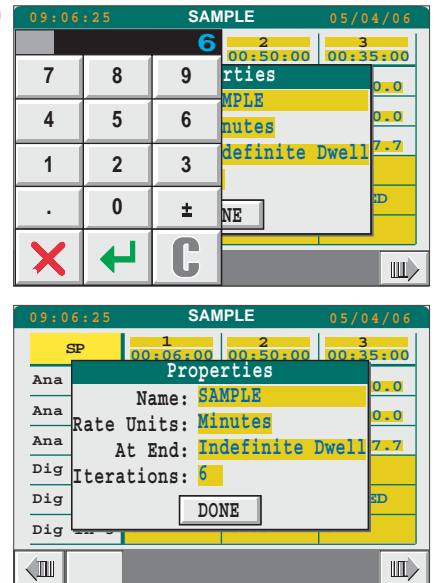 09:06:25 SAMPLE 05/04/06
6
2 3
00:50:00 00:35:00
7 8 9
rties
0.0
MPLE
4 5 6
nutes
0.0
definite Dwell
7.7
1 2 3
. 0 ±
NE
ED
C
09:06:25 SAMPLE 05/04/06
SP 1 2 3
00:06:00 00:50:00 00:35:00
Properties
Ana
Name: SAMPLE
0.0
Ana
Rate Units: Minutes
0.0
Ana
At End: Indefinite Dwell
7.7
Dig
Iterations: 6
Dig
ED
DONE
Dig